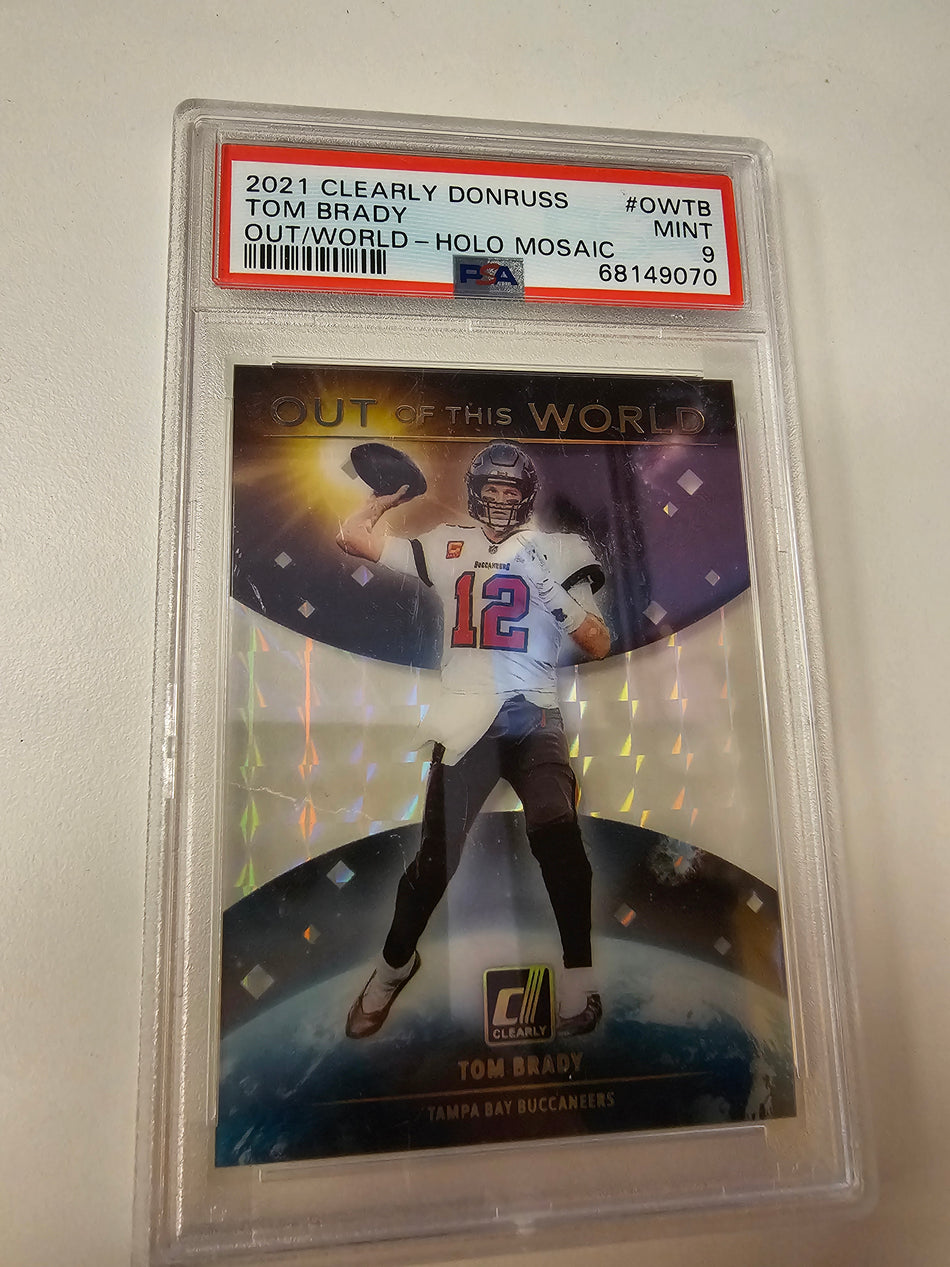 2021 CLEARLY DONRUSS #OWTB
TOM BRADY MINT
OUT/WORLD - HOLO MOSAIC 9
PSA 68149070
OUT OF THIS WORLD
BUCCANEERS
12
C
CLEARLY
TOM BRADY
TAMPA BAY BUCCANEERS